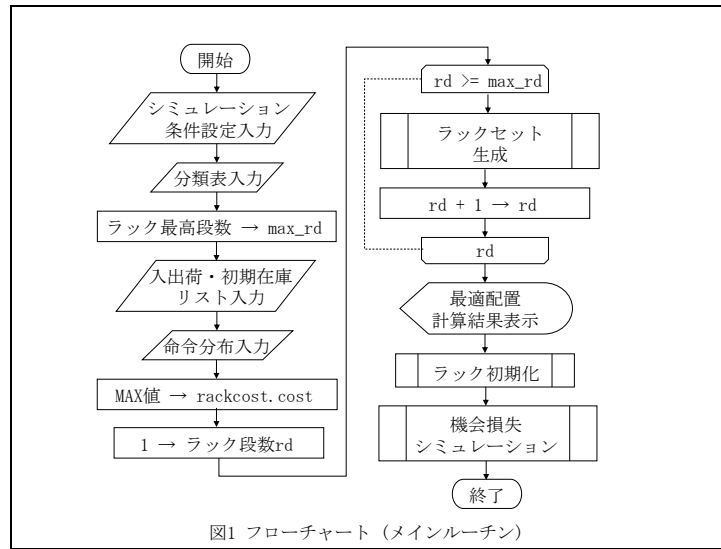 開始
シミュレーション
条件設定入力
分類表入力
ラック最高段数 → max_rd
入出荷・初期在庫
リスト入力
命令分布入力
MAX値 → rackcost.cost
1 → ラック段数rd
rd >= max_rd
ラックセット
生成
rd + 1 → rd
rd
最適配置
計算結果表示
ラック初期化
機会損失
シミュレーション
終了
図1 フローチャート (メインルーチン)